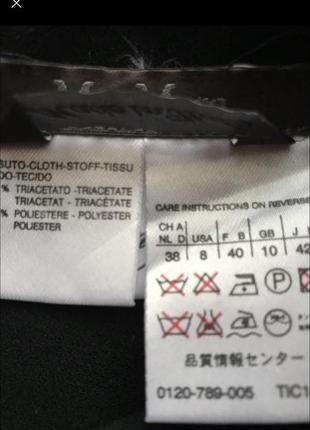 SUTO-CLOTH-STOFF-TISSU
DO-TECIDO
% TRIACETATO -TRIACETATE
TRIACETAT - TRIACÉTATE
% POLIESTERE - POLYESTER
POLIESTER
CARE INSTRUCTIONS ON REVERSE
CH A
NL D USA F B GB J
38 8 40 10 42
P
品質情報センター
0120-789-005 TIC